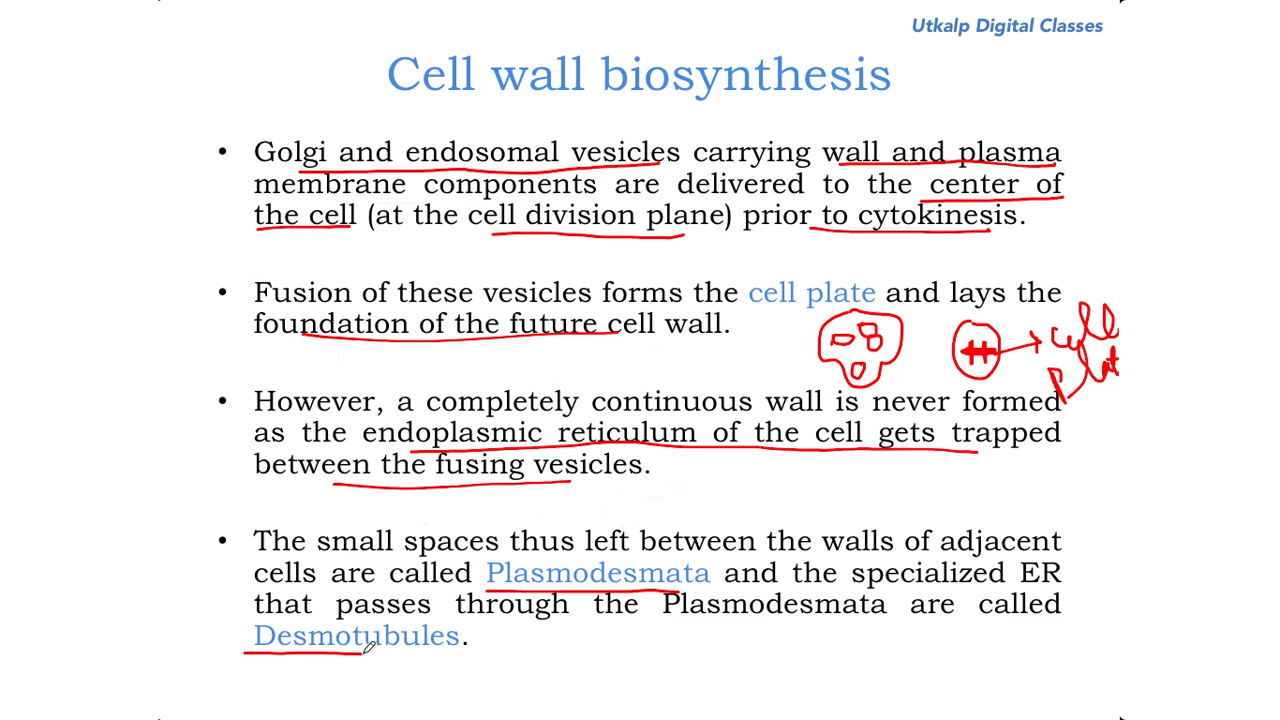 Utkalp Digital Classes
Cell wall biosynthesis
• Golgi and endosomal vesicles carrying wall and plasma
membrane components are delivered to the center of
the cell (at the cell division plane) prior to cytokinesis.
• Fusion of these vesicles forms the cell plate and lays the
foundation of the future cell wall.
cell
plat
• However, a completely continuous wall is never formed
as the endoplasmic reticulum of the cell gets trapped
between the fusing vesicles.
• The small spaces thus left between the walls of adjacent
cells are called Plasmodesmata and the specialized ER
that passes through the Plasmodesmata are called
Desmotubules.